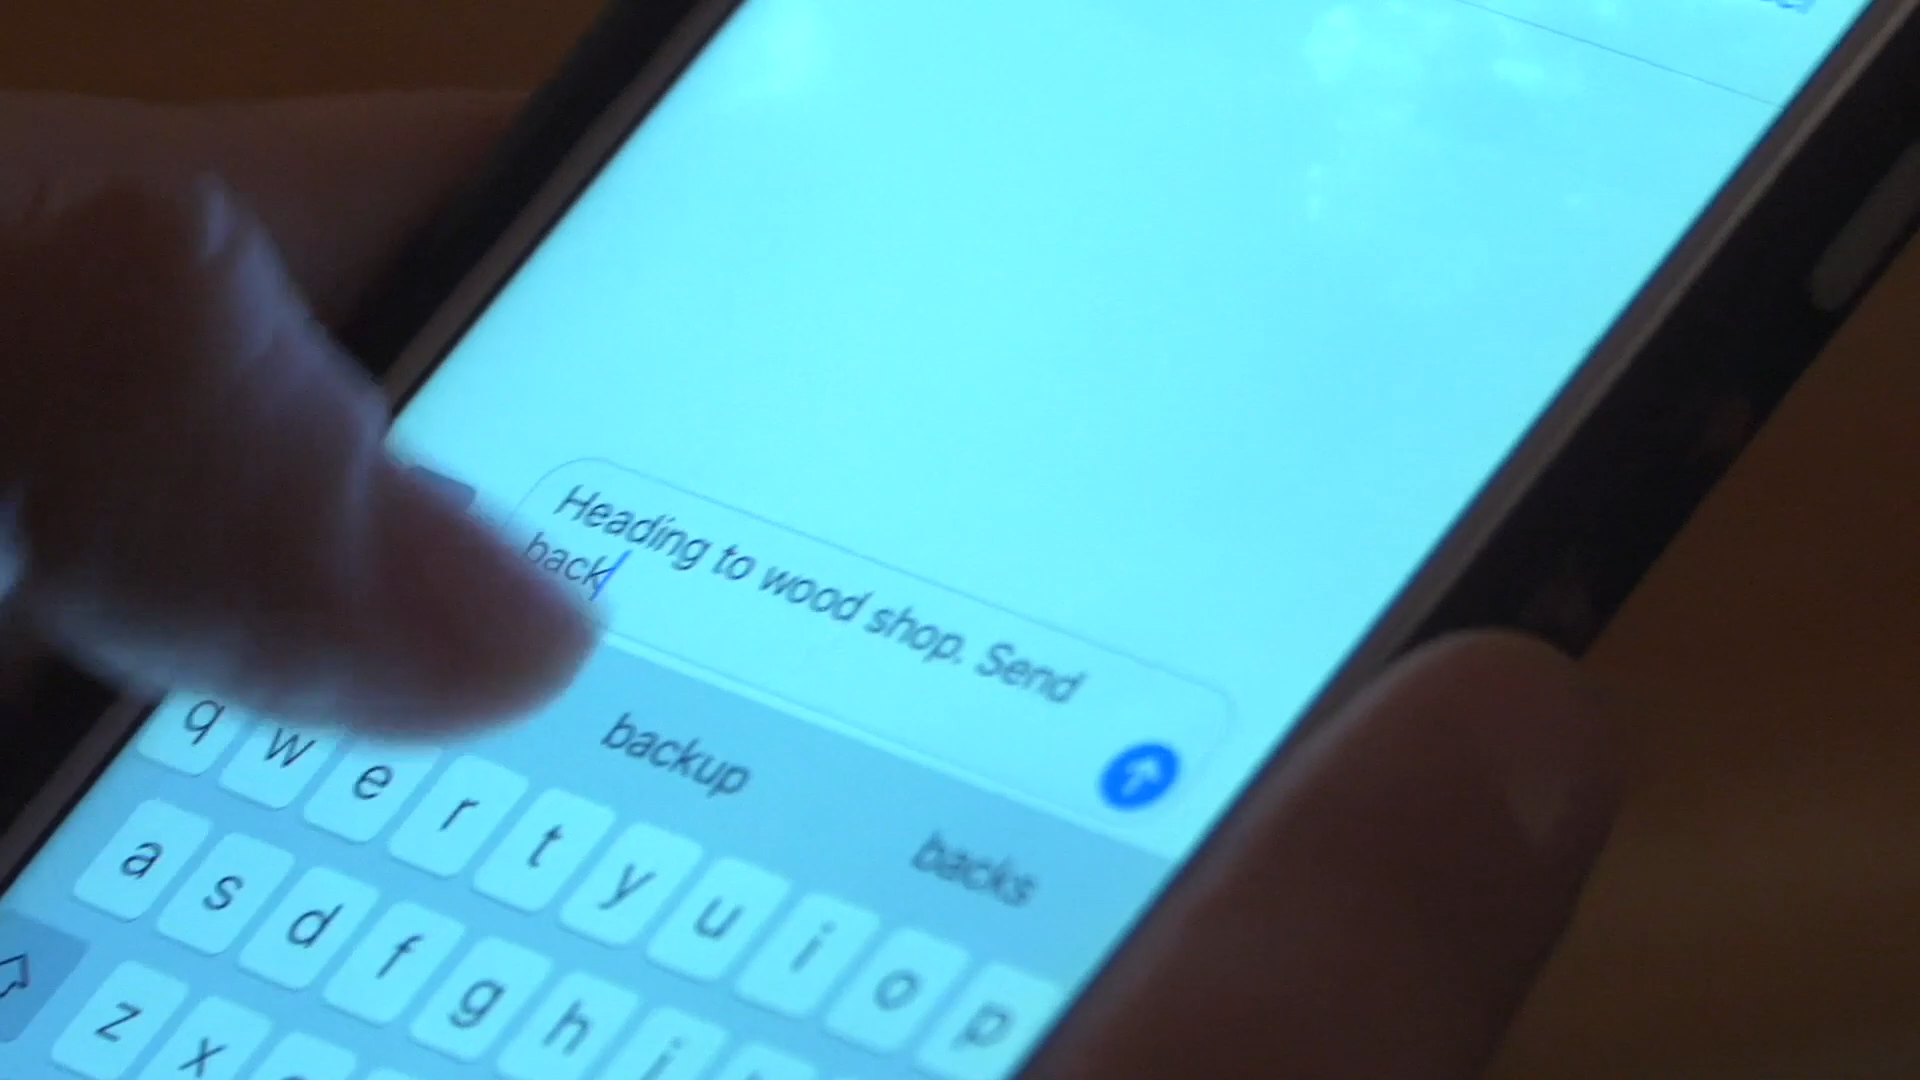 Heading to wood shop. Send
back
backup
backs
q w e r t y u i o p
a s d f g h j
z x